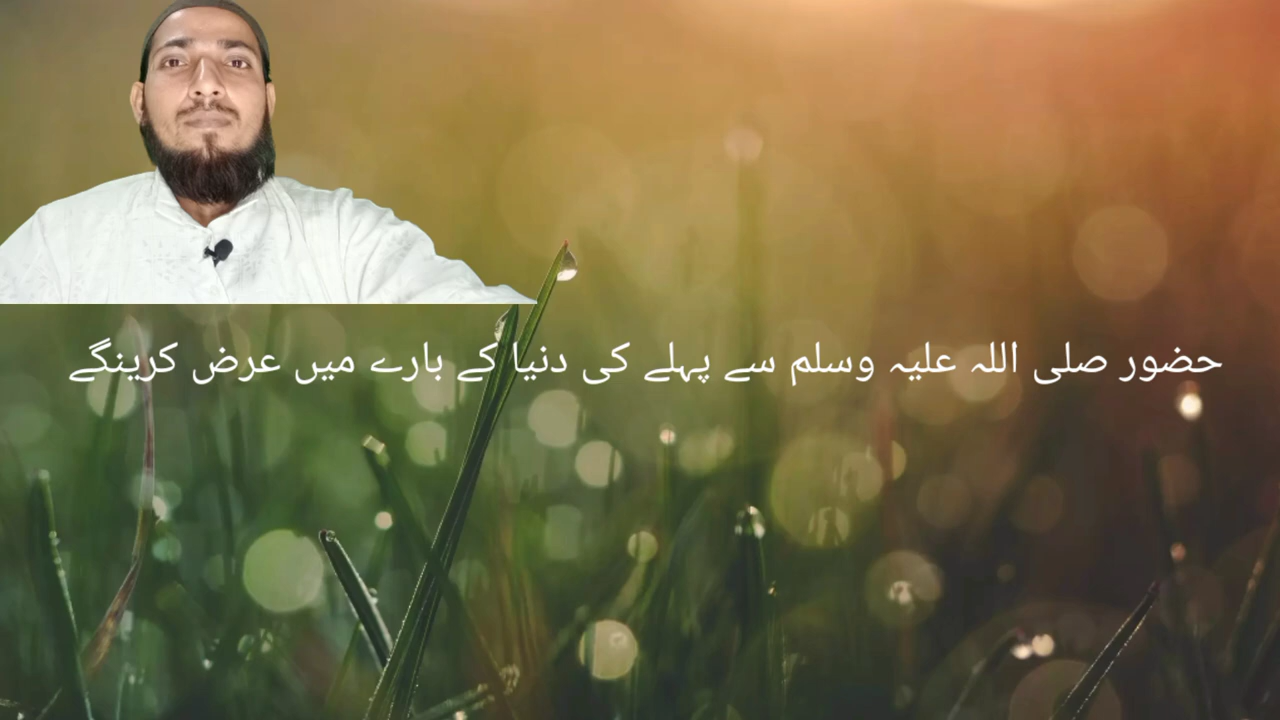 حضور صلی اللہ علیہ وسلم سے پہلے کی دنیا کے بارے میں عرض کرینگے